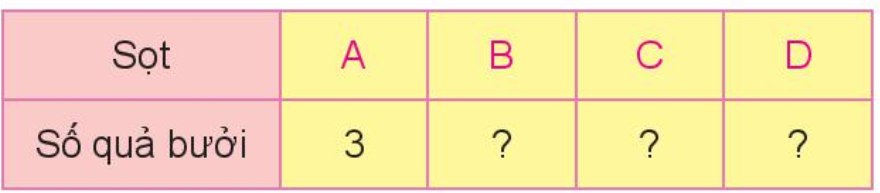 Sọt A B C D
Số quả bưởi 3 ? ? ?